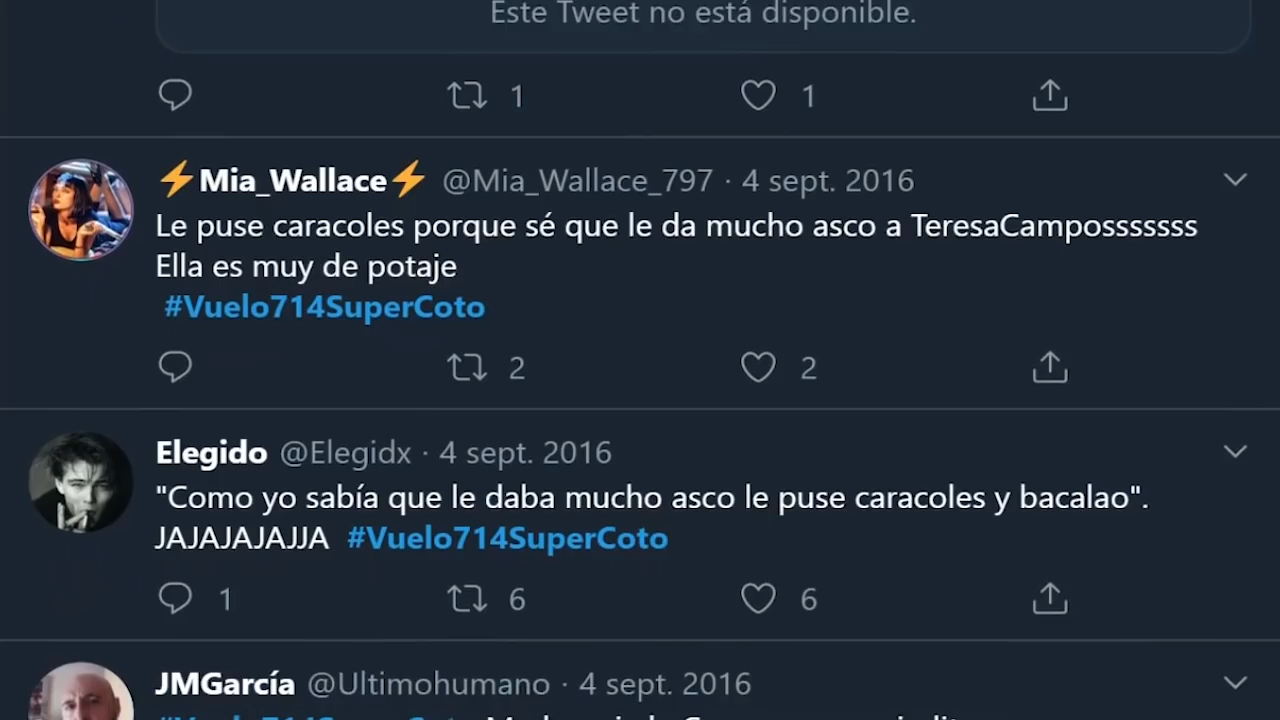 Este Tweet no está disponible.
1 1
⚡Mia_Wallace⚡ @Mia_Wallace_797 · 4 sept. 2016
Le puse caracoles porque sé que le da mucho asco a TeresaCamposssssss
Ella es muy de potaje
#Vuelo714SuperCoto
2 2
Elegido @Elegidx · 4 sept. 2016
"Como yo sabía que le daba mucho asco le puse caracoles y bacalao".
JAJAJAJAJJA #Vuelo714SuperCoto
1 6 6
JMGarcía @Ultimohumano · 4 sept. 2016
#Vuelo714SuperCoto